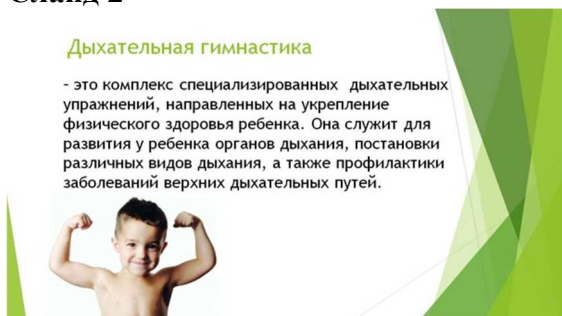 Слайд 2
Дыхательная гимнастика
- это комплекс специализированных дыхательных
упражнений, направленных на укрепление
физического здоровья ребенка. Она служит для
развития у ребенка органов дыхания, постановки
различных видов дыхания, а также профилактики
заболеваний верхних дыхательных путей.